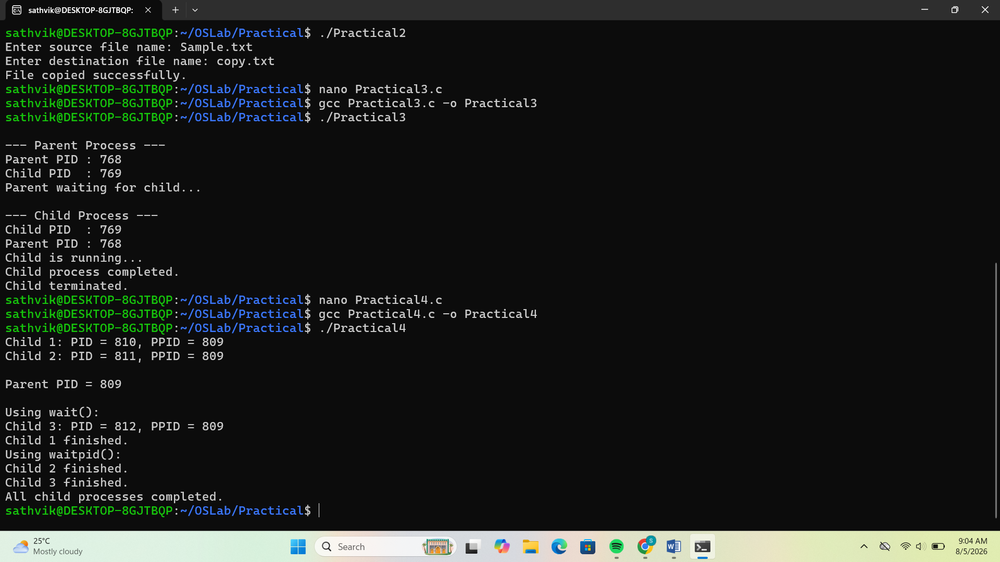 sathvik@DESKTOP-8GJTBQP:
sathvik@DESKTOP-8GJTBQP:~/OSLab/Practical$ ./Practical2
Enter source file name: Sample.txt
Enter destination file name: copy.txt
File copied successfully.
sathvik@DESKTOP-8GJTBQP:~/OSLab/Practical$ nano Practical3.c
sathvik@DESKTOP-8GJTBQP:~/OSLab/Practical$ gcc Practical3.c -o Practical3
sathvik@DESKTOP-8GJTBQP:~/OSLab/Practical$ ./Practical3
--- Parent Process ---
Parent PID : 768
Child PID  : 769
Parent waiting for child...
--- Child Process ---
Child PID  : 769
Parent PID : 768
Child is running...
Child process completed.
Child terminated.
sathvik@DESKTOP-8GJTBQP:~/OSLab/Practical$ nano Practical4.c
sathvik@DESKTOP-8GJTBQP:~/OSLab/Practical$ gcc Practical4.c -o Practical4
sathvik@DESKTOP-8GJTBQP:~/OSLab/Practical$ ./Practical4
Child 1: PID = 810, PPID = 809
Child 2: PID = 811, PPID = 809
Parent PID = 809
Using wait():
Child 3: PID = 812, PPID = 809
Child 1 finished.
Using waitpid():
Child 2 finished.
Child 3 finished.
All child processes completed.
sathvik@DESKTOP-8GJTBQP:~/OSLab/Practical$
25°C
Mostly cloudy
Search
S
W
9:04 AM
8/5/2026